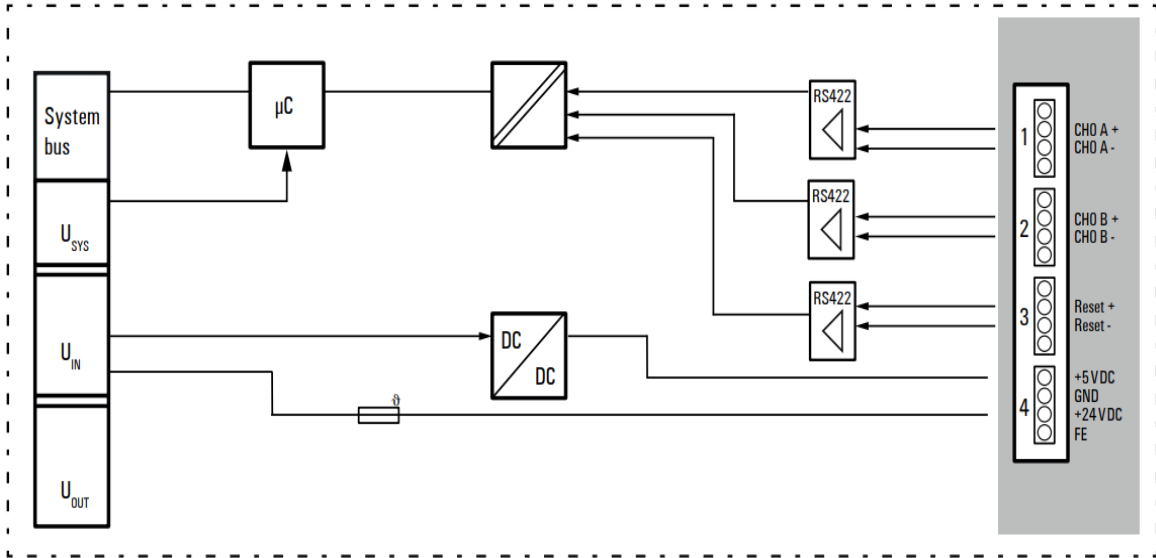 System
bus
U SYS
U IN
U OUT
µC
DC
DC
ϑ
RS422
RS422
RS422
1
CH0 A +
CH0 A -
2
CH0 B +
CH0 B -
3
Reset +
Reset -
4
+5 VDC
GND
+24 VDC
FE